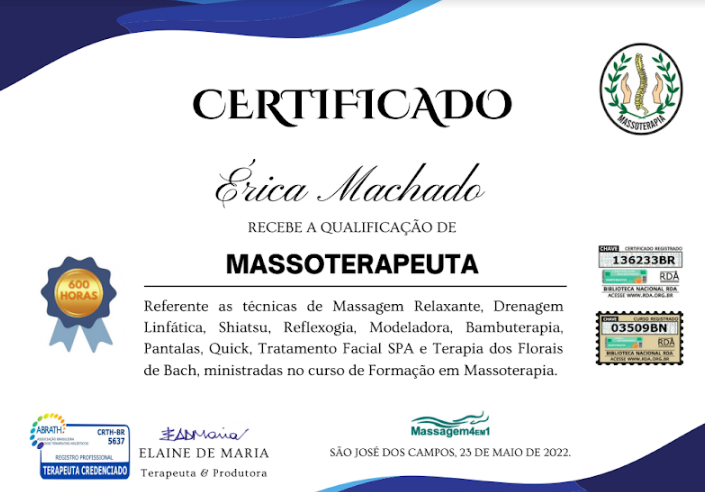 CERTIFICADO
MASSOTERAPIA
Érica Machado
RECEBE A QUALIFICAÇÃO DE
MASSOTERAPEUTA
600
HORAS
Referente as técnicas de Massagem Relaxante, Drenagem
Linfática, Shiatsu, Reflexogia, Modeladora, Bambuterapia,
Pantalas, Quick, Tratamento Facial SPA e Terapia dos Florais
de Bach, ministradas no curso de Formação em Massoterapia.
CHAVE CERTIFICADO REGISTRADO
136233BR
RDA
BIBLIOTECA NACIONAL RDA
ACESSE WWW.RDA.ORG.BR
CHAVE CURSO REGISTRADO
03509BN
RDA
BIBLIOTECA NACIONAL RDA
ACESSE WWW.RDA.ORG.BR
ABRATH
CRTH-BR
5637
REGISTRO PROFISSIONAL
TERAPEUTA CREDENCIADO
ELAINE DE MARIA
Terapeuta & Produtora
Massagem4EM1
SÃO JOSÉ DOS CAMPOS, 23 DE MAIO DE 2022.